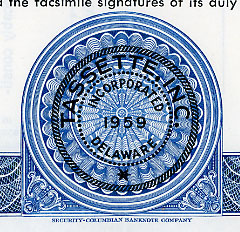 d the facsimile signatures of its duly
TASSETTE, INC.
INCORPORATED
1959
DELAWARE
SECURITY-COLUMBIAN BANKNOTE COMPANY